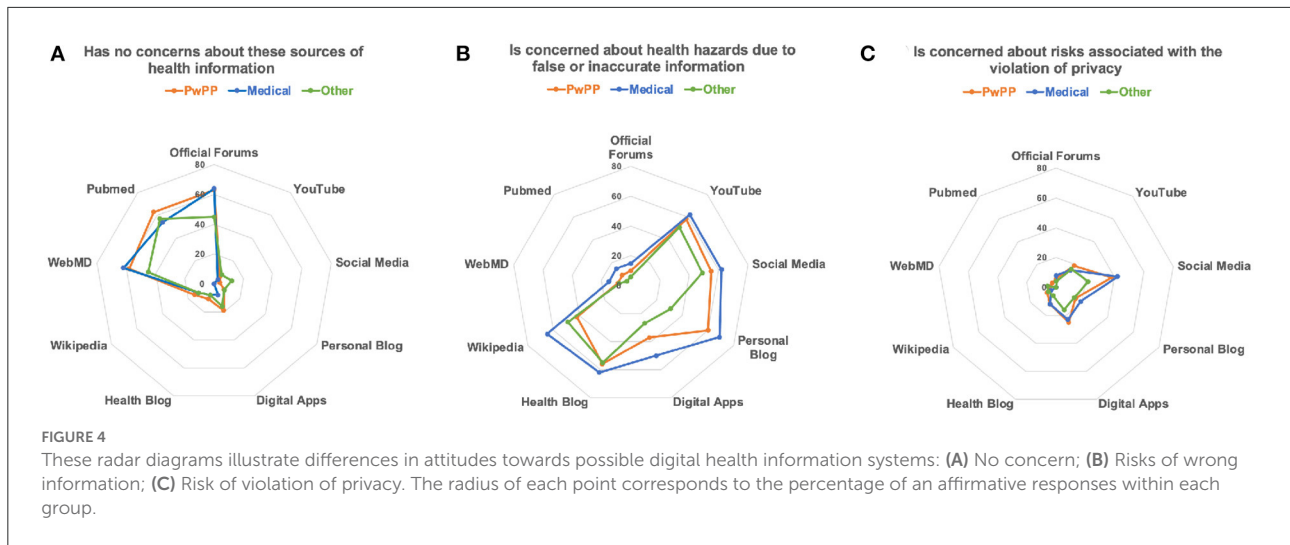 A
Has no concerns about these sources of
health information
PwPP Medical Other
Official Forums
80
60
40
20
0
YouTube
Social Media
Personal Blog
Digital Apps
Health Blog
Wikipedia
WebMD
Pubmed
B
Is concerned about health hazards due to
false or inaccurate information
PwPP Medical Other
Official
Forums
80
60
40
20
0
YouTube
Social Media
Personal
Blog
Digital Apps
Health Blog
Wikipedia
WebMD
Pubmed
C
Is concerned about risks associated with the
violation of privacy
PwPP Medical Other
Official Forums
80
60
40
20
0
YouTube
Social Media
Personal Blog
Digital Apps
Health Blog
Wikipedia
WebMD
Pubmed
FIGURE 4
These radar diagrams illustrate differences in attitudes towards possible digital health information systems: (A) No concern; (B) Risks of wrong
information; (C) Risk of violation of privacy. The radius of each point corresponds to the percentage of an affirmative responses within each
group.